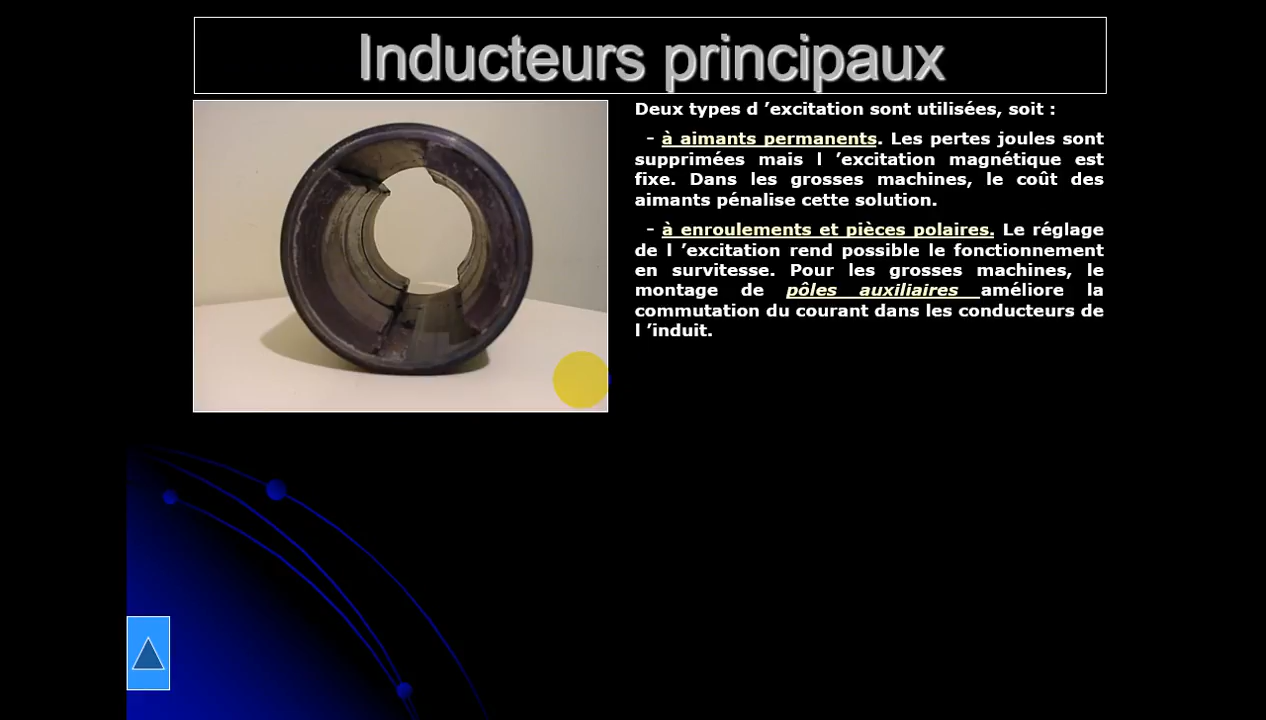 Inducteurs principaux
Deux types d ’excitation sont utilisées, soit :
- à aimants permanents. Les pertes joules sont
supprimées mais l ’excitation magnétique est
fixe. Dans les grosses machines, le coût des
aimants pénalise cette solution.
- à enroulements et pièces polaires. Le réglage
de l ’excitation rend possible le fonctionnement
en survitesse. Pour les grosses machines, le
montage de pôles auxiliaires améliore la
commutation du courant dans les conducteurs de
l ’induit.